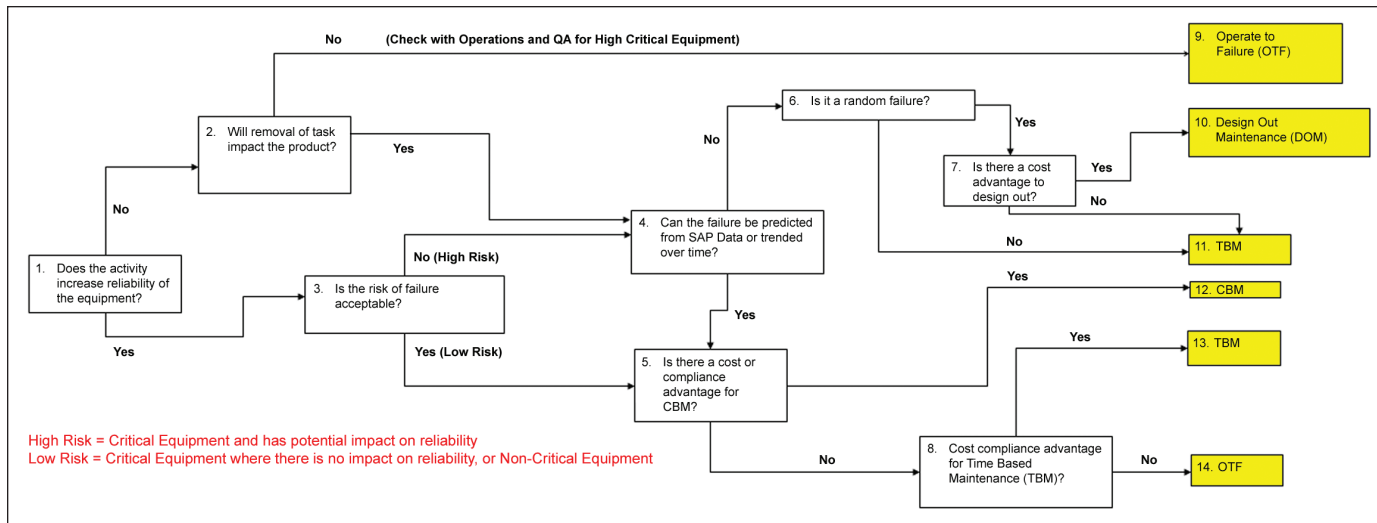 No (Check with Operations and QA for High Critical Equipment)
9. Operate to
Failure (OTF)
6. Is it a random failure?
Yes
No
10. Design Out
Maintenance (DOM)
2. Will removal of task
impact the product?
Yes
7. Is there a cost
advantage to
design out?
Yes
No
No
4. Can the failure be predicted
from SAP Data or trended
over time?
No
11. TBM
1. Does the activity
increase reliability of
the equipment?
No (High Risk)
3. Is the risk of failure
acceptable?
Yes
12. CBM
Yes
Yes
Yes (Low Risk)
5. Is there a cost or
compliance
advantage for
CBM?
Yes
13. TBM
High Risk = Critical Equipment and has potential impact on reliability
Low Risk = Critical Equipment where there is no impact on reliability, or Non-Critical Equipment
No
8. Cost compliance advantage
for Time Based
Maintenance (TBM)?
No
14. OTF